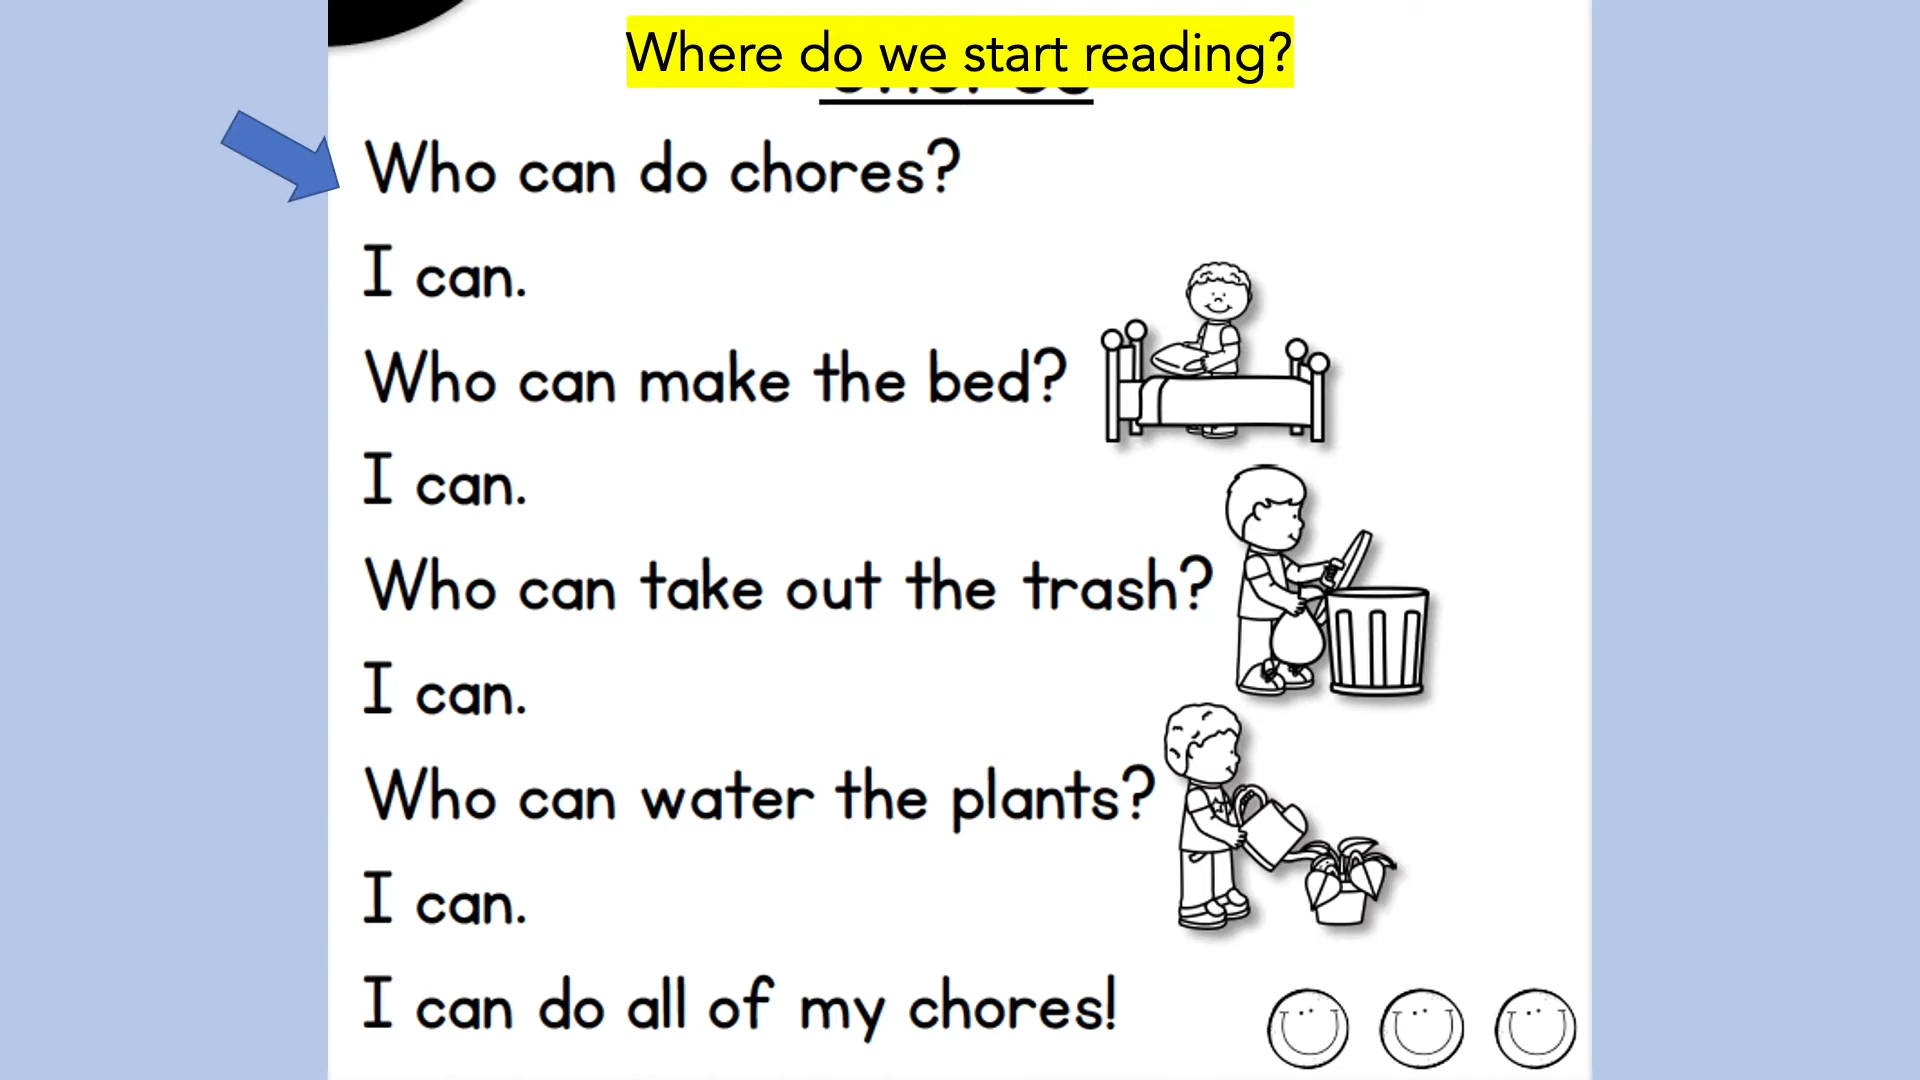 Where do we start reading?
Who can do chores?
I can.
Who can make the bed?
I can.
Who can take out the trash?
I can.
Who can water the plants?
I can.
I can do all of my chores!